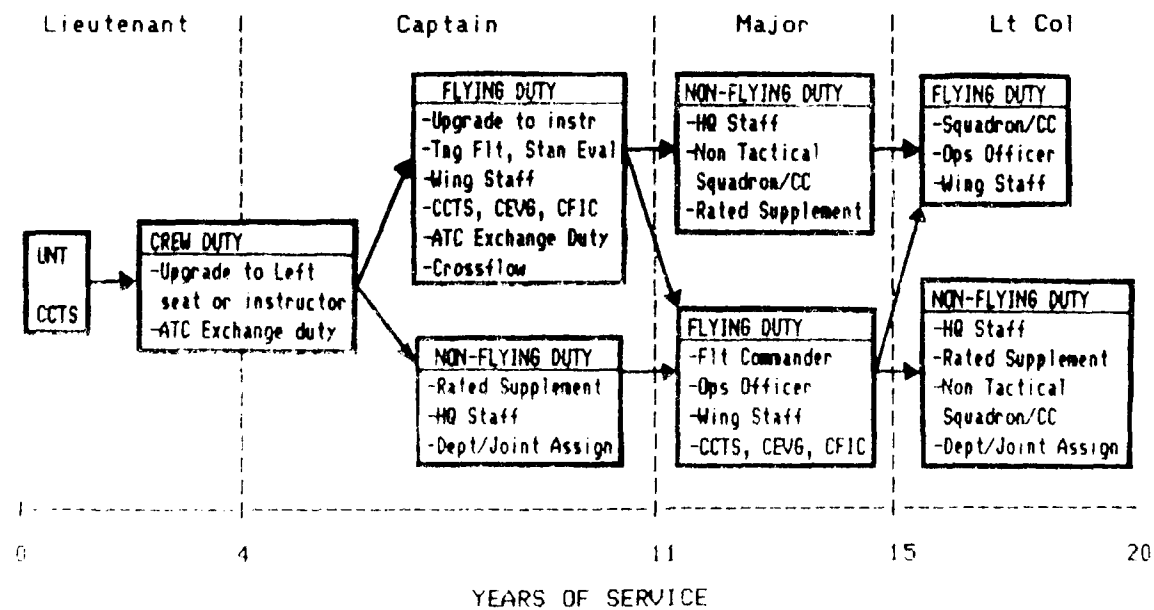 Lieutenant
Captain
Major
Lt Col
UNT
CCTS
CREW DUTY
-Upgrade to Left
seat or instructor
-ATC Exchange duty
FLYING DUTY
-Upgrade to instr
-Tng Flt, Stan Eval
-Wing Staff
-CCTS, CEVG, CFIC
-ATC Exchange Duty
-Crossflow
NON-FLYING DUTY
-Rated Supplement
-HQ Staff
-Dept/Joint Assign
NON-FLYING DUTY
-HQ Staff
-Non Tactical
Squadron/CC
-Rated Supplement
FLYING DUTY
-Flt Commander
-Ops Officer
-Wing Staff
-CCTS, CEVG, CFIC
FLYING DUTY
-Squadron/CC
-Ops Officer
-Wing Staff
NON-FLYING DUTY
-HQ Staff
-Rated Supplement
-Non Tactical
Squadron/CC
-Dept/Joint Assign
0 4 11 15 20
YEARS OF SERVICE